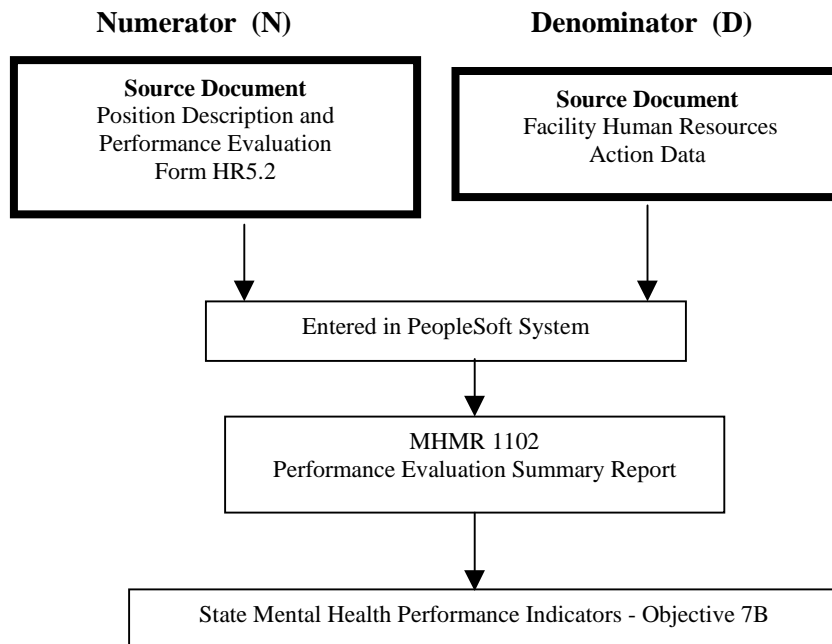 Numerator (N)
Denominator (D)
Source Document
Position Description and
Performance Evaluation
Form HR5.2
Source Document
Facility Human Resources
Action Data
Entered in PeopleSoft System
MHMR 1102
Performance Evaluation Summary Report
State Mental Health Performance Indicators - Objective 7B